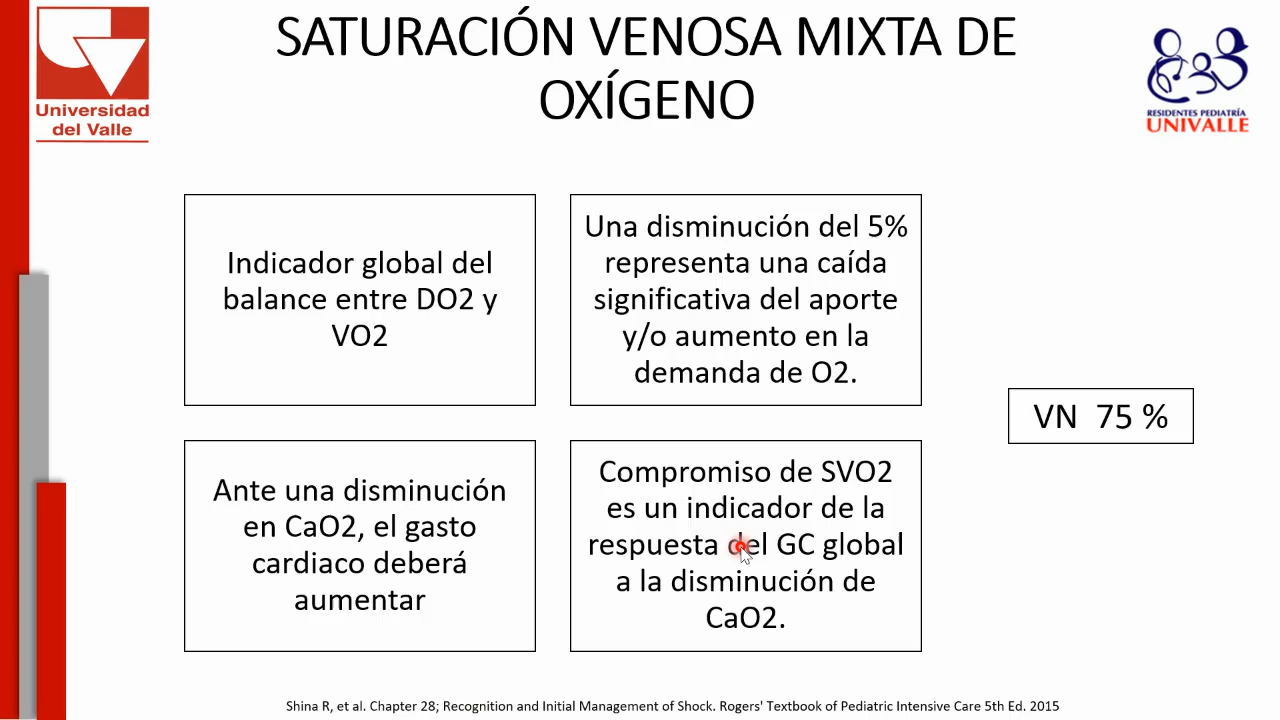 SATURACIÓN VENOSA MIXTA DE
OXÍGENO
Universidad
del Valle
RESIDENTES PEDIATRÍA
UNIVALLE
Indicador global del
balance entre DO2 y
VO2
Una disminución del 5%
representa una caída
significativa del aporte
y/o aumento en la
demanda de O2.
VN 75 %
Ante una disminución
en CaO2, el gasto
cardiaco deberá
aumentar
Compromiso de SVO2
es un indicador de la
respuesta del GC global
a la disminución de
CaO2.
Shina R, et al. Chapter 28; Recognition and Initial Management of Shock. Rogers' Textbook of Pediatric Intensive Care 5th Ed. 2015